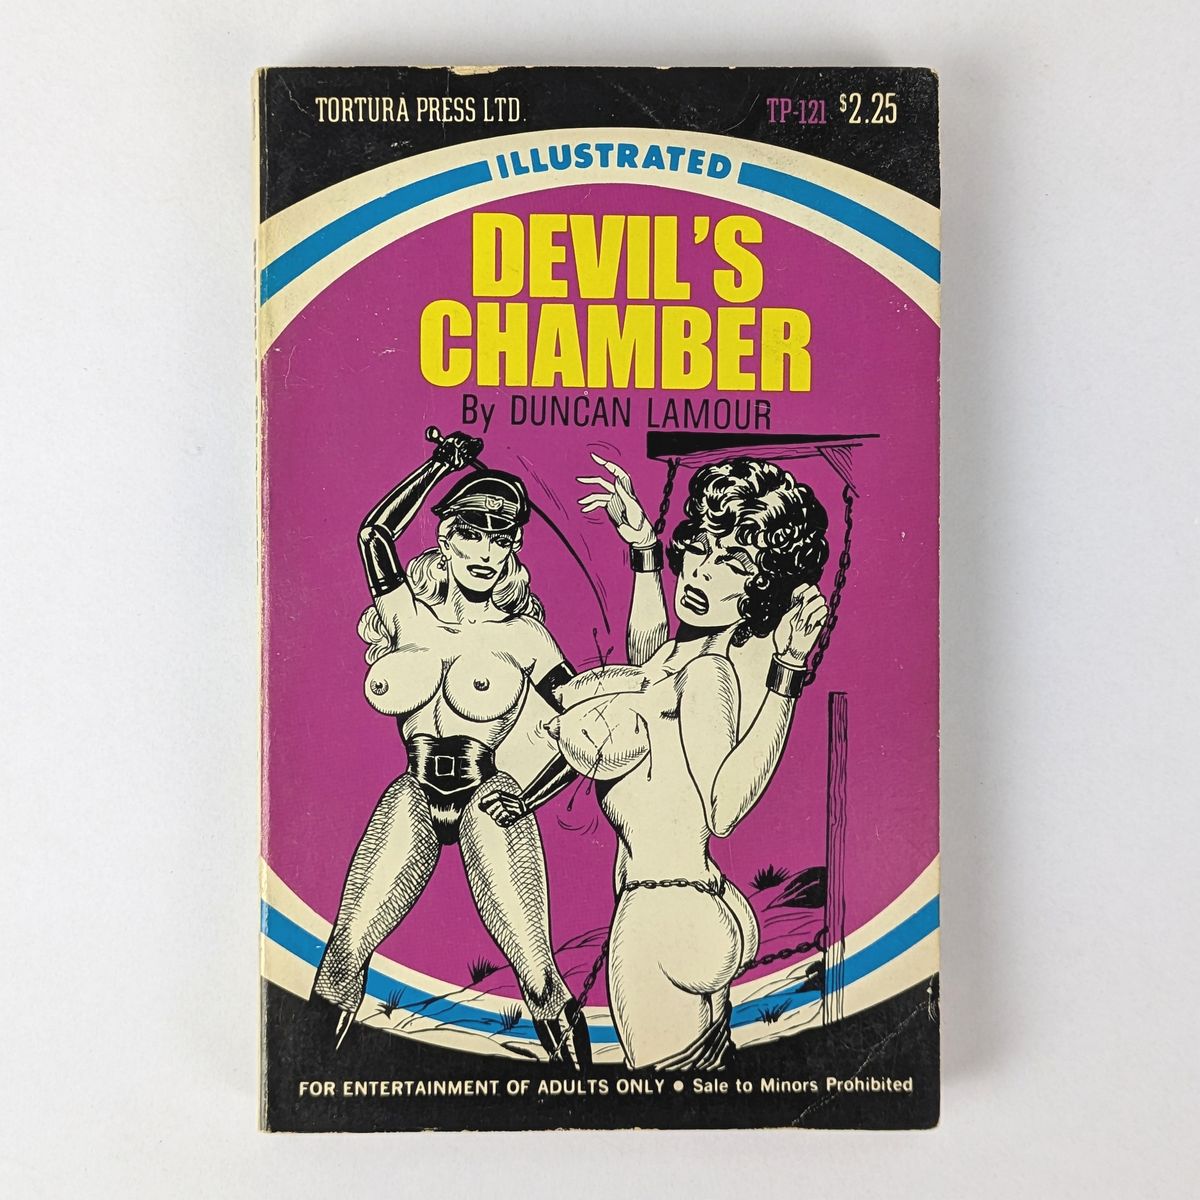 TORTURA PRESS LTD.
TP-121 $2.25
ILLUSTRATED
DEVIL'S
CHAMBER
By DUNCAN LAMOUR
FOR ENTERTAINMENT OF ADULTS ONLY • Sale to Minors Prohibited